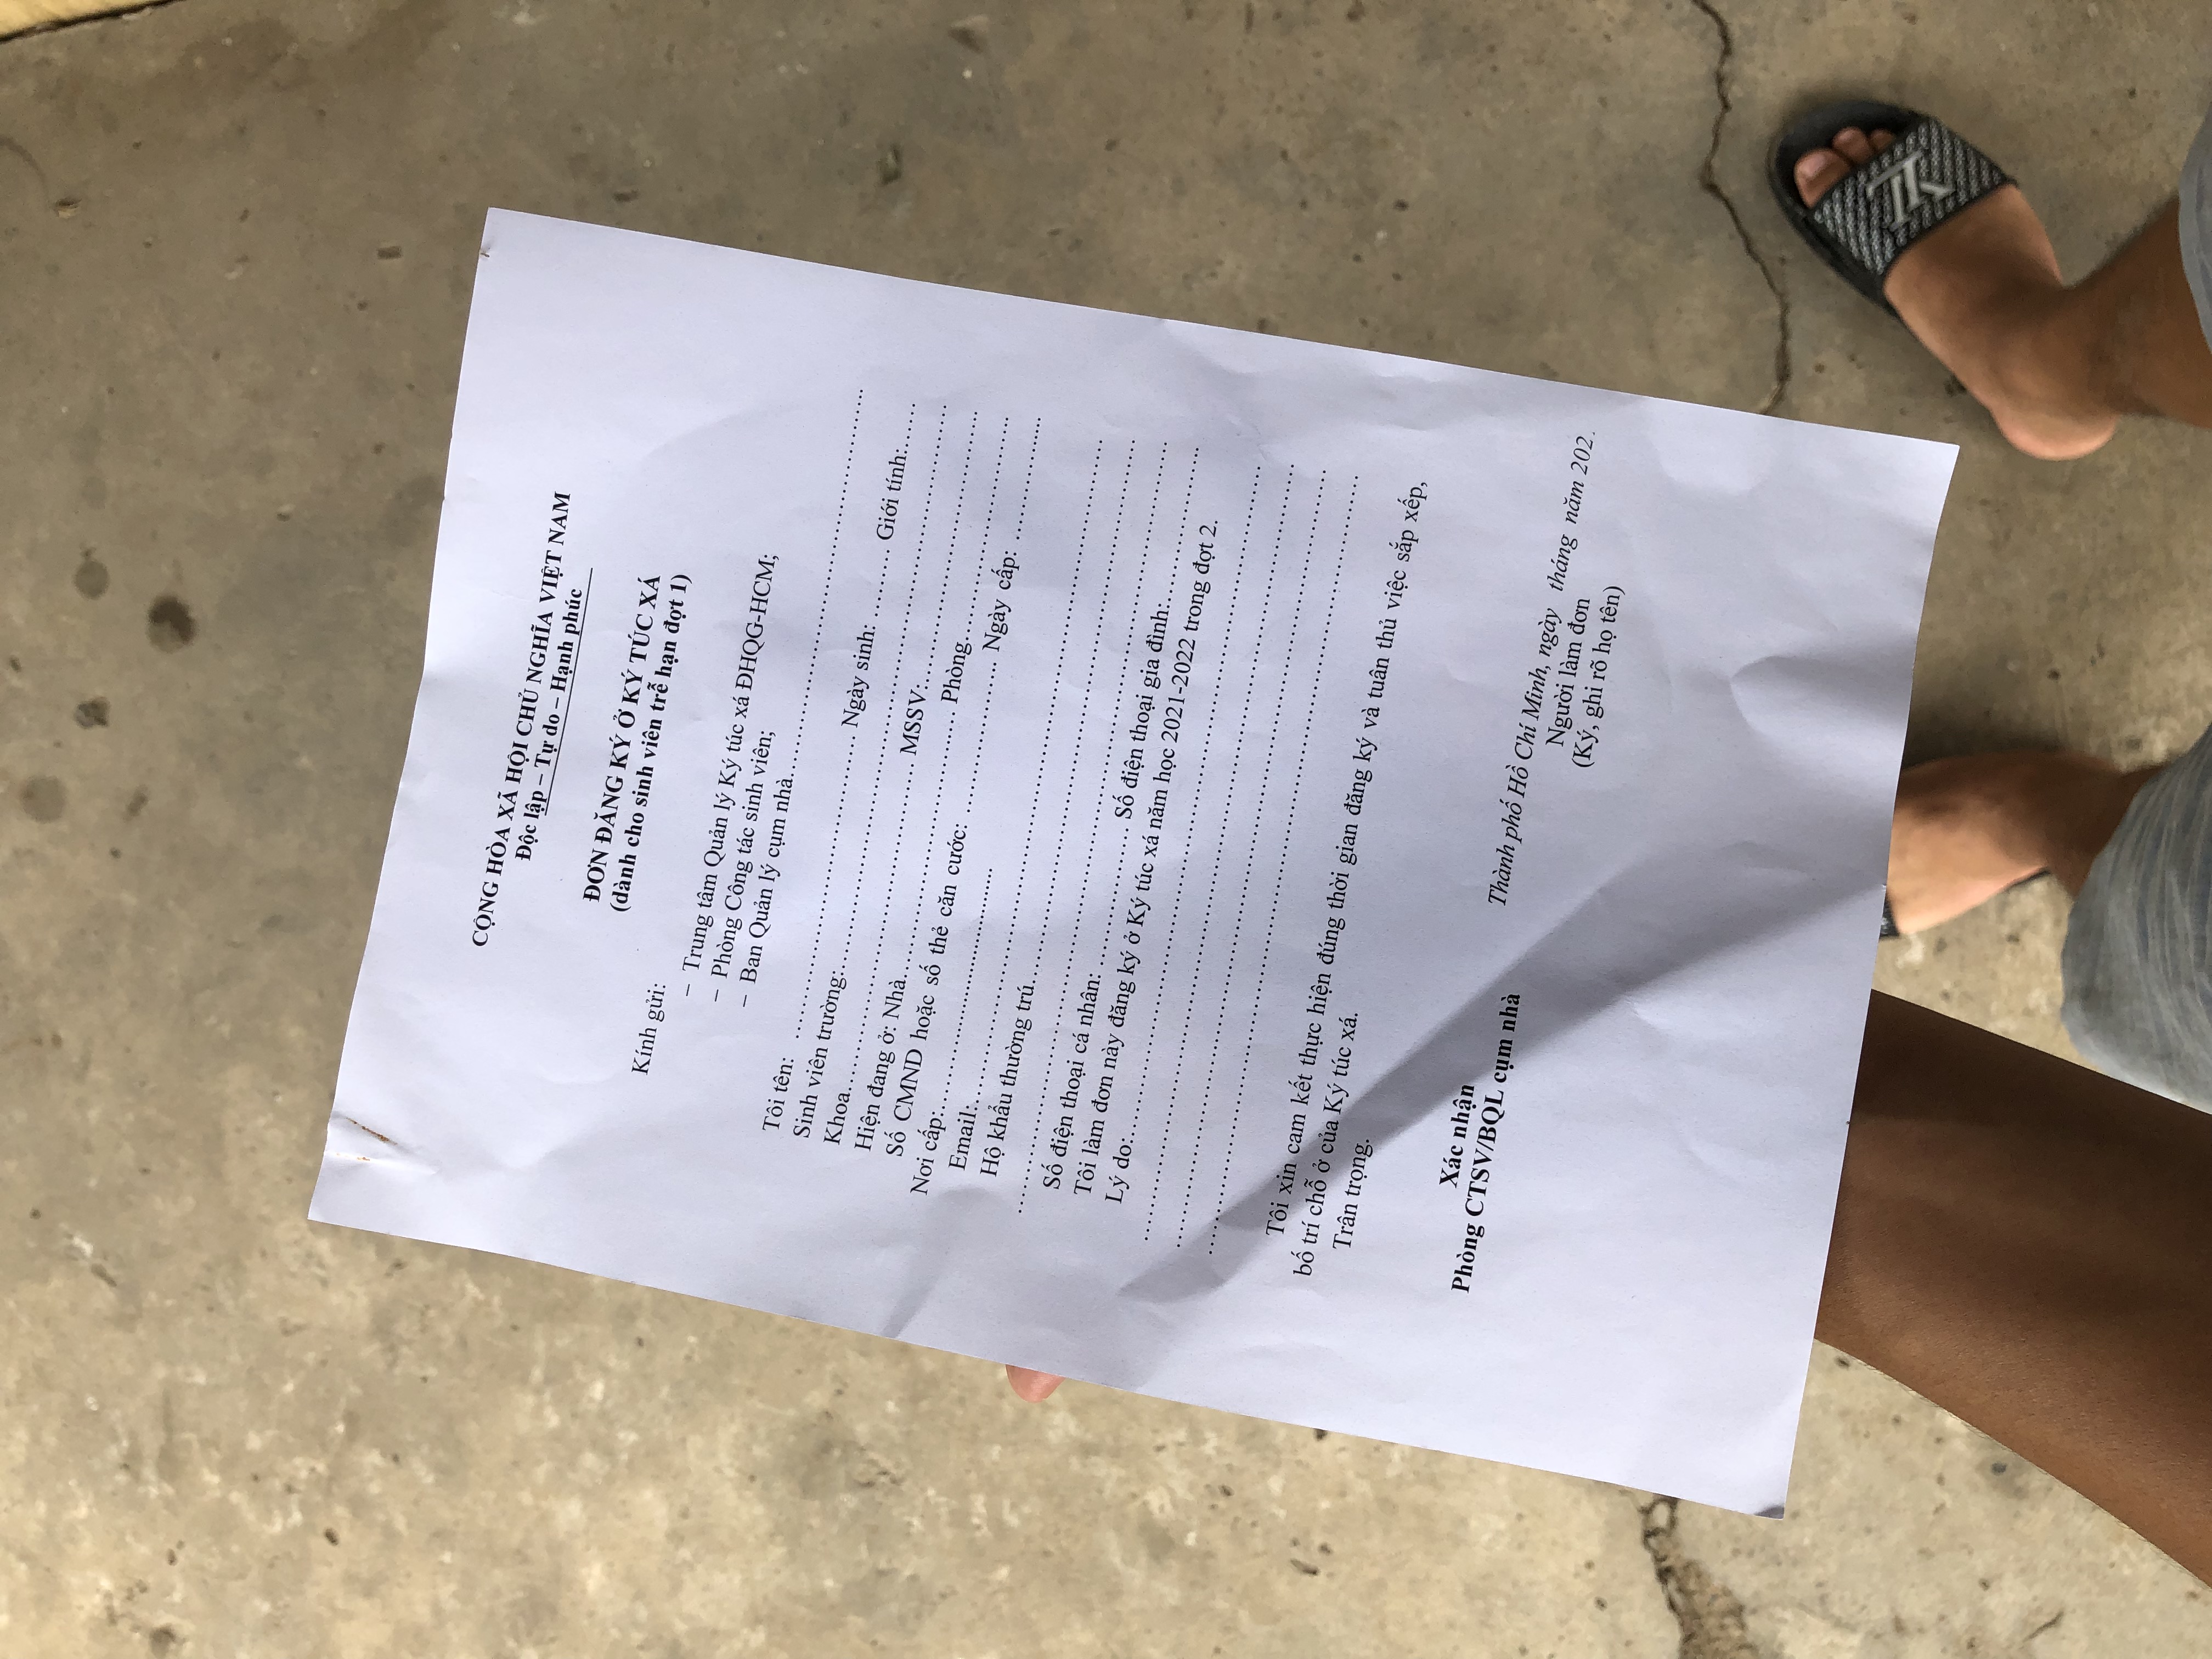 CỘNG HÒA XÃ HỘI CHỦ NGHĨA VIỆT NAM
Độc lập – Tự do – Hạnh phúc
ĐƠN ĐĂNG KÝ Ở KÝ TÚC XÁ
(dành cho sinh viên trễ hạn đợt 1)
Kính gửi:
– Trung tâm Quản lý Ký túc xá ĐHQG-HCM;
– Phòng Công tác sinh viên;
– Ban Quản lý cụm nhà........................................................
Tôi tên: ............................................ Ngày sinh: .......... Giới tính:.......
Sinh viên trường:................................................................................
Khoa................................................ MSSV:........................................
Hiện đang ở: Nhà...................................... Phòng.................................
Số CMND hoặc số thẻ căn cước: ...................... Ngày cấp: ..................
Nơi cấp:...................................
Email:................................................................................................
Hộ khẩu thường trú..............................................................................
................................................................................................................
Số điện thoại cá nhân: .................... Số điện thoại gia đình:......................
Tôi làm đơn này đăng ký ở Ký túc xá năm học 2021-2022 trong đợt 2.
Lý do:................................................................................................
................................................................................................................
................................................................................................................
................................................................................................................
Tôi xin cam kết thực hiện đúng thời gian đăng ký và tuân thủ việc sắp xếp,
bố trí chỗ ở của Ký túc xá.
Trân trọng.
Xác nhận
Phòng CTSV/BQL cụm nhà
Thành phố Hồ Chí Minh, ngày tháng năm 202.
Người làm đơn
(Ký, ghi rõ họ tên)